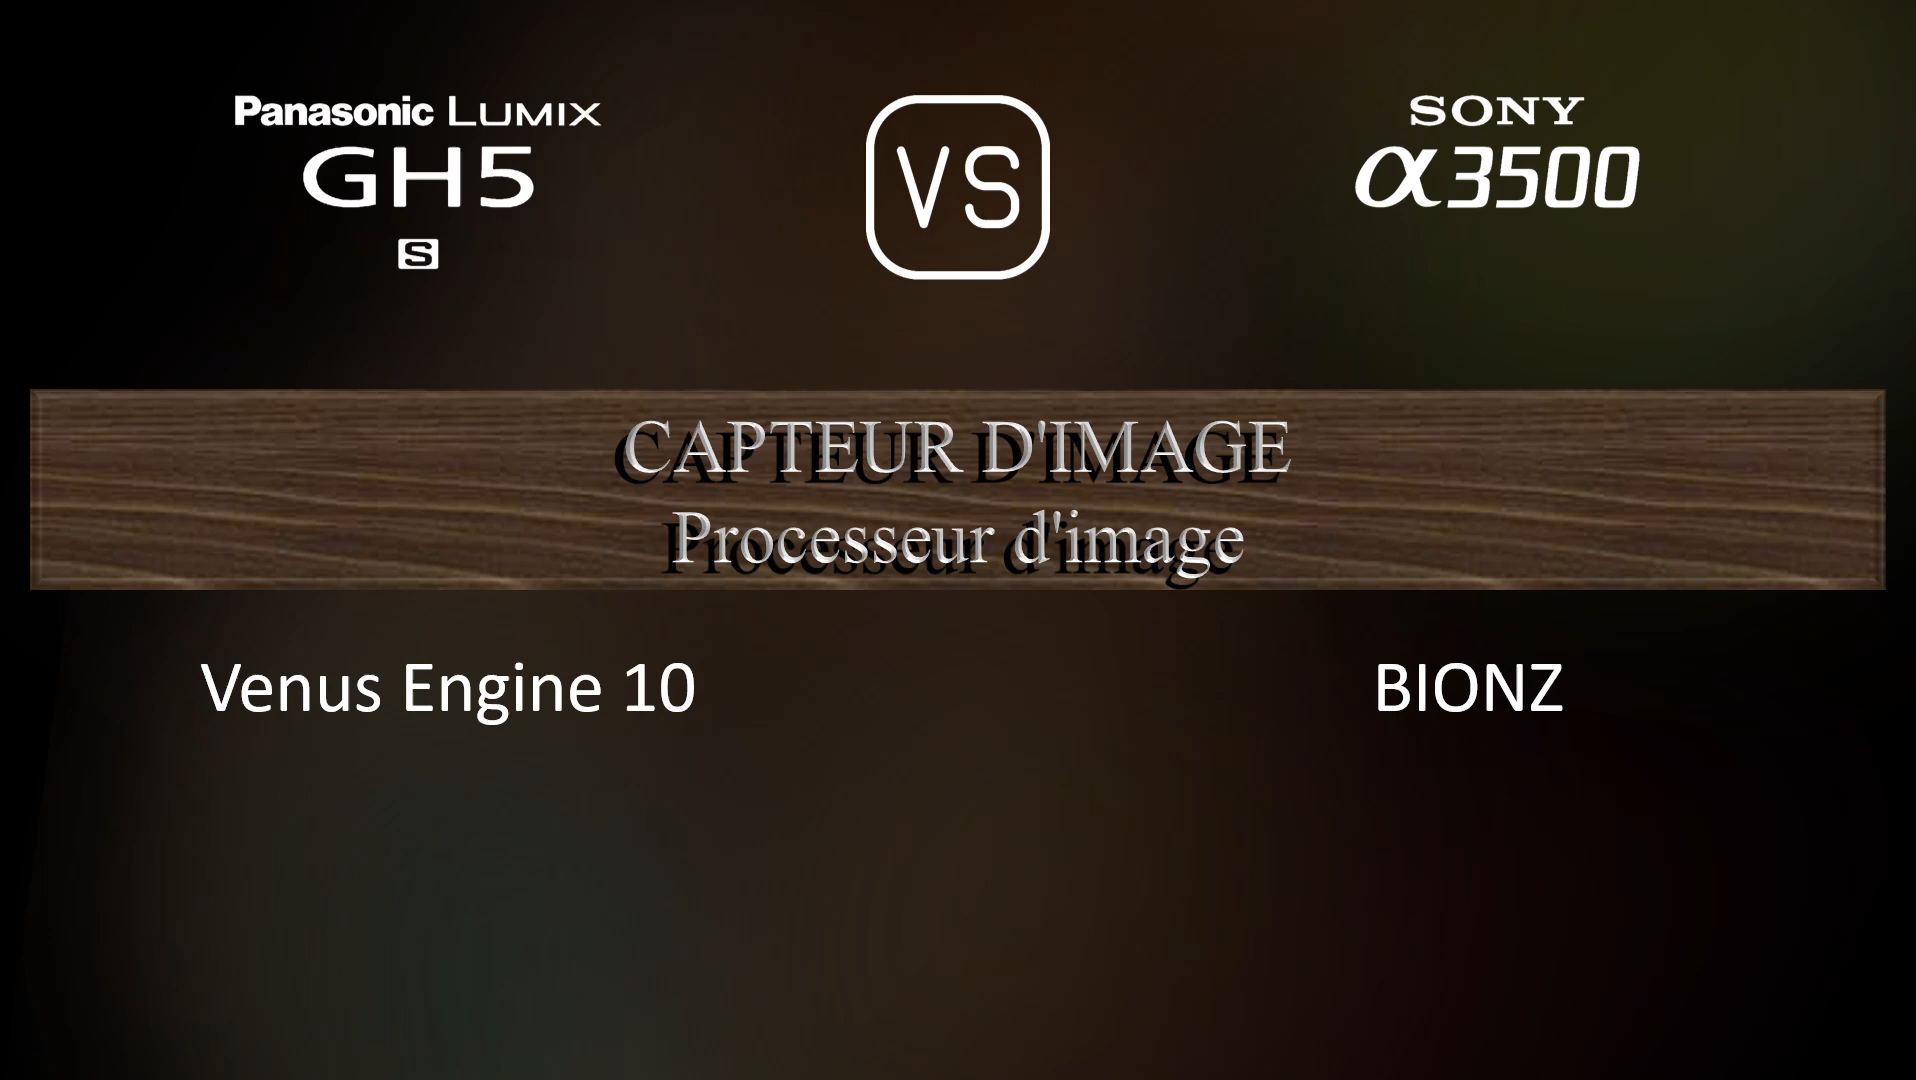 Panasonic LUMIX
GH5
S
VS
SONY
α3500
CAPTEUR D'IMAGE
Processeur d'image
Venus Engine 10
BIONZ